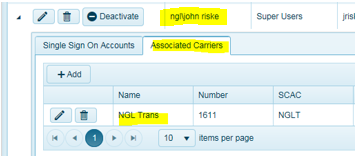 Deactivate ngl\john riske Super Users
Single Sign On Accounts Associated Carriers
+ Add
Name Number SCAC
NGL Trans 1611 NGLT
1 10 items per page